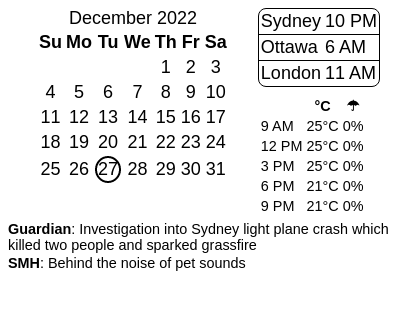 December 2022
Su Mo Tu We Th Fr Sa
1 2 3
4 5 6 7 8 9 10
11 12 13 14 15 16 17
18 19 20 21 22 23 24
25 26 27 28 29 30 31
Sydney 10 PM
Ottawa 6 AM
London 11 AM
°C ☂
9 AM 25°C 0%
12 PM 25°C 0%
3 PM 25°C 0%
6 PM 21°C 0%
9 PM 21°C 0%
Guardian: Investigation into Sydney light plane crash which
killed two people and sparked grassfire
SMH: Behind the noise of pet sounds